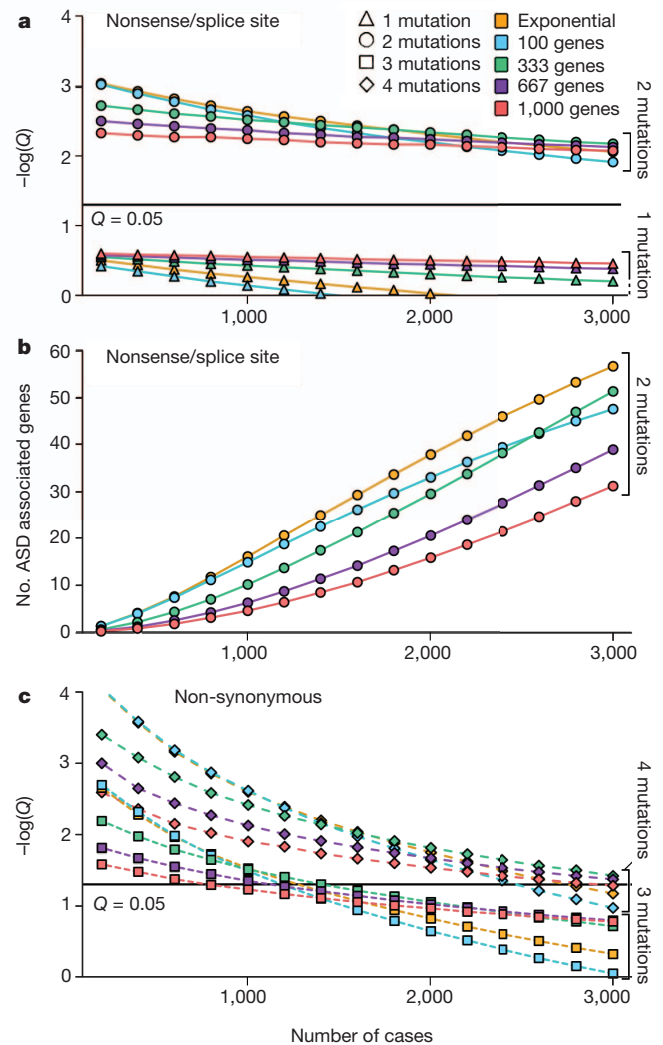 a
Nonsense/splice site
1 mutation
2 mutations
3 mutations
4 mutations
Exponential
100 genes
333 genes
667 genes
1,000 genes
4
3
2
1
0
–log(Q)
Q = 0.05
2 mutations
1 mutation
1,000
2,000
3,000
b
Nonsense/splice site
60
50
40
30
20
10
0
No. ASD associated genes
2 mutations
1,000
2,000
3,000
c
Non-synonymous
4
3
2
1
0
–log(Q)
Q = 0.05
4 mutations
3 mutations
1,000
2,000
3,000
Number of cases